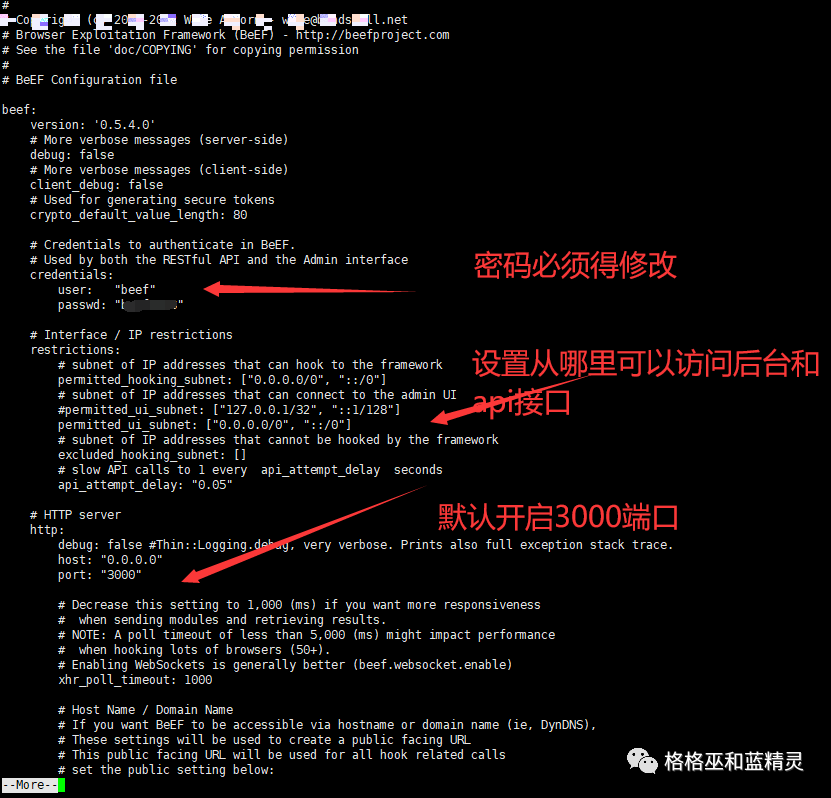 #
# Copyright (c) 20 -20 W de A orn - w e@b ds ll.net
# Browser Exploitation Framework (BeEF) - http://beefproject.com
# See the file 'doc/COPYING' for copying permission
#
# BeEF Configuration file
beef:
version: '0.5.4.0'
# More verbose messages (server-side)
debug: false
# More verbose messages (client-side)
client_debug: false
# Used for generating secure tokens
crypto_default_value_length: 80
# Credentials to authenticate in BeEF.
# Used by both the RESTful API and the Admin interface
credentials:
user: "beef"
passwd: "b
密码必须得修改
# Interface / IP restrictions
restrictions:
# subnet of IP addresses that can hook to the framework
permitted_hooking_subnet: ["0.0.0.0/0", "::/0"]
# subnet of IP addresses that can connect to the admin UI
#permitted_ui_subnet: ["127.0.0.1/32", "::1/128"]
permitted_ui_subnet: ["0.0.0.0/0", "::/0"]
# subnet of IP addresses that cannot be hooked by the framework
excluded_hooking_subnet: []
# slow API calls to 1 every api_attempt_delay seconds
api_attempt_delay: "0.05"
设置从哪里可以访问后台和
api接口
# HTTP server
http:
debug: false #Thin::Logging.debug, very verbose. Prints also full exception stack trace.
host: "0.0.0.0"
port: "3000"
默认开启3000端口
# Decrease this setting to 1,000 (ms) if you want more responsiveness
# when sending modules and retrieving results.
# NOTE: A poll timeout of less than 5,000 (ms) might impact performance
# when hooking lots of browsers (50+).
# Enabling WebSockets is generally better (beef.websocket.enable)
xhr_poll_timeout: 1000
# Host Name / Domain Name
# If you want BeEF to be accessible via hostname or domain name (ie, DynDNS),
# These settings will be used to create a public facing URL
# This public facing URL will be used for all hook related calls
# set the public setting below:
--More--
格格巫和蓝精灵